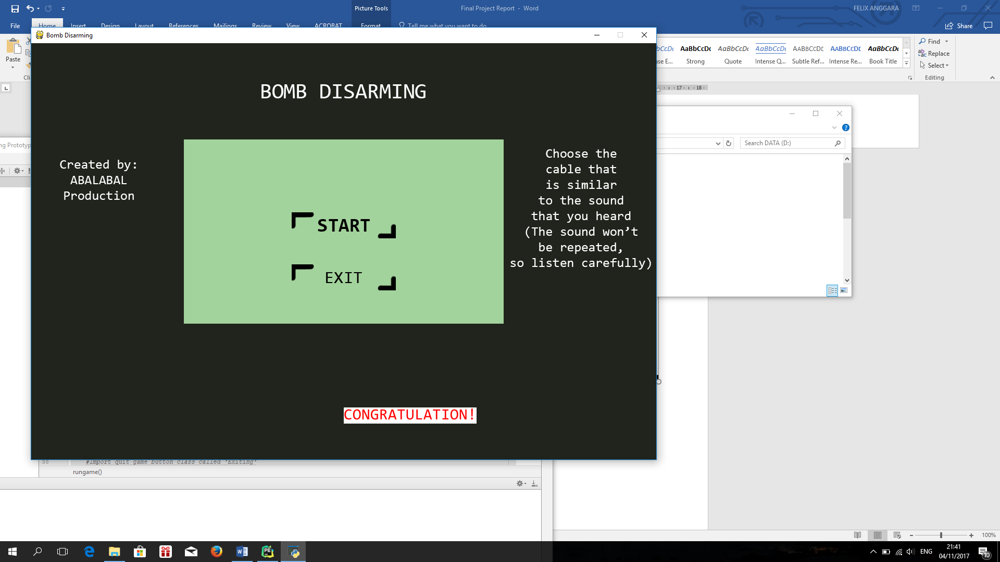 Picture Tools
Final Project Report - Word
FELIX ANGGARA
File
Home
Insert
Design
Layout
References
Mailings
Review
View
ACROBAT
Format
Tell me what you want to do
Share
Bomb Disarming
Paste
AaBbCcDc
AaBbCcDc
AaBbCcDc
AABBCCDE
AABBCCDE
AaBbCcDc
Strong
Quote
Intense Q...
Subtle Ref...
Intense Re...
Book Title
Find
Replace
Select
Editing
17
18
BOMB DISARMING
Created by:
ABALABAL
Production
START
EXIT
Choose the
cable that
is similar
to the sound
that you heard
(The sound won’t
be repeated,
so listen carefully)
CONGRATULATION!
Search DATA (D:)
38
#Import quit game button class called 'Exiting'
rungame()
100%
ENG
21:41
04/11/2017
10